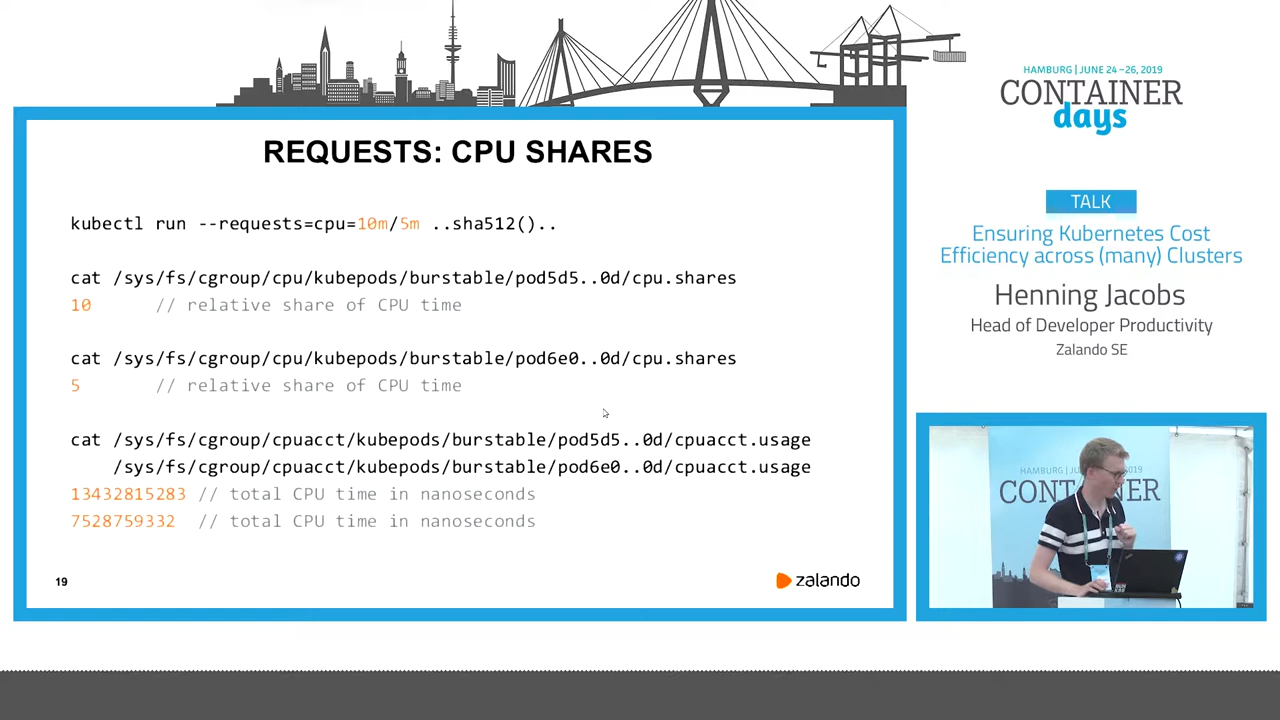 HAMBURG | JUNE 24 – 26, 2019
CONTAINER
days
TALK
Ensuring Kubernetes Cost
Efficiency across (many) Clusters
Henning Jacobs
Head of Developer Productivity
Zalando SE
REQUESTS: CPU SHARES
kubectl run --requests=cpu=10m/5m ..sha512()..
cat /sys/fs/cgroup/cpu/kubepods/burstable/pod5d5..0d/cpu.shares
10 // relative share of CPU time
cat /sys/fs/cgroup/cpu/kubepods/burstable/pod6e0..0d/cpu.shares
5 // relative share of CPU time
cat /sys/fs/cgroup/cpuacct/kubepods/burstable/pod5d5..0d/cpuacct.usage
/sys/fs/cgroup/cpuacct/kubepods/burstable/pod6e0..0d/cpuacct.usage
13432815283 // total CPU time in nanoseconds
7528759332 // total CPU time in nanoseconds
19
zalando